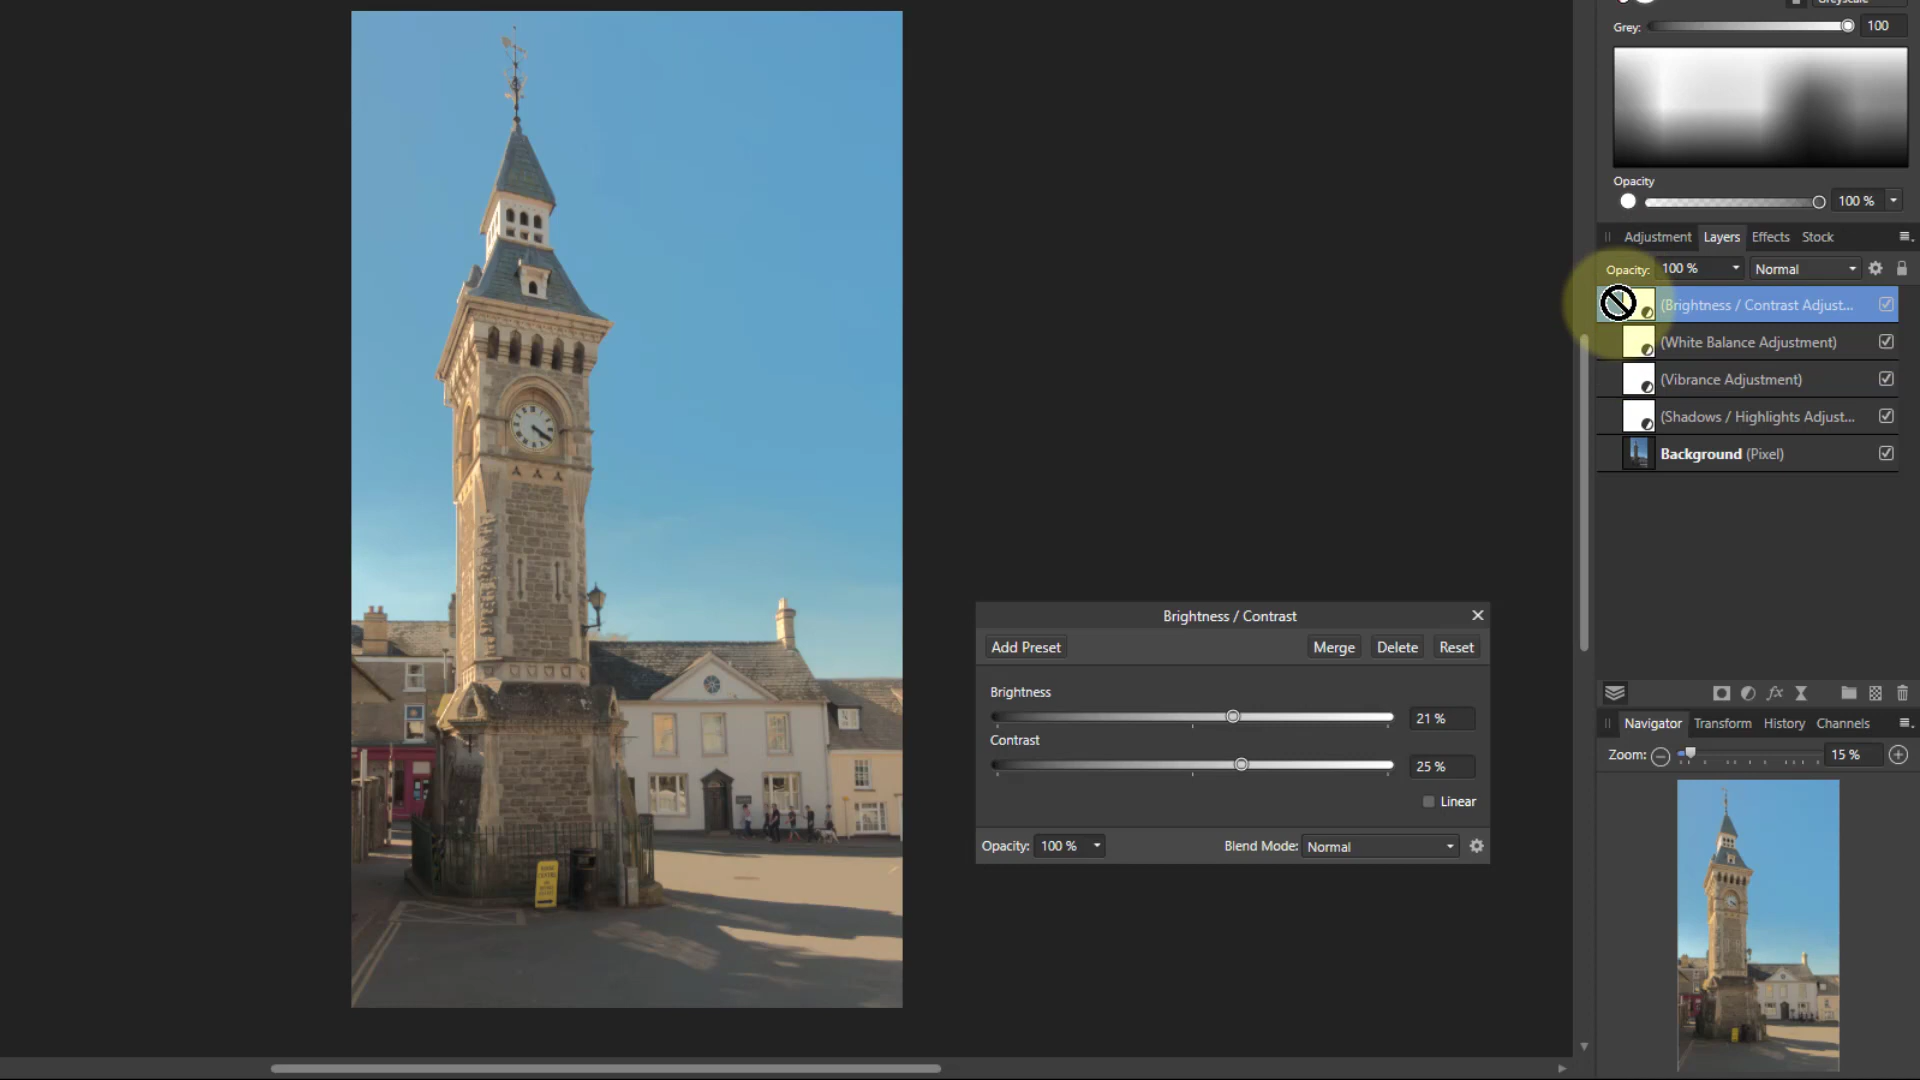 Greyscale
Grey: 100
Opacity
100 %
Adjustment Layers Effects Stock
Opacity: 100 % Normal
(Brightness / Contrast Adjust...
(White Balance Adjustment)
(Vibrance Adjustment)
(Shadows / Highlights Adjust...
Background (Pixel)
Brightness / Contrast
Add Preset Merge Delete Reset
Brightness
21 %
Contrast
25 %
Linear
Opacity: 100 % Blend Mode: Normal
fx
Navigator Transform History Channels
Zoom: 15 %